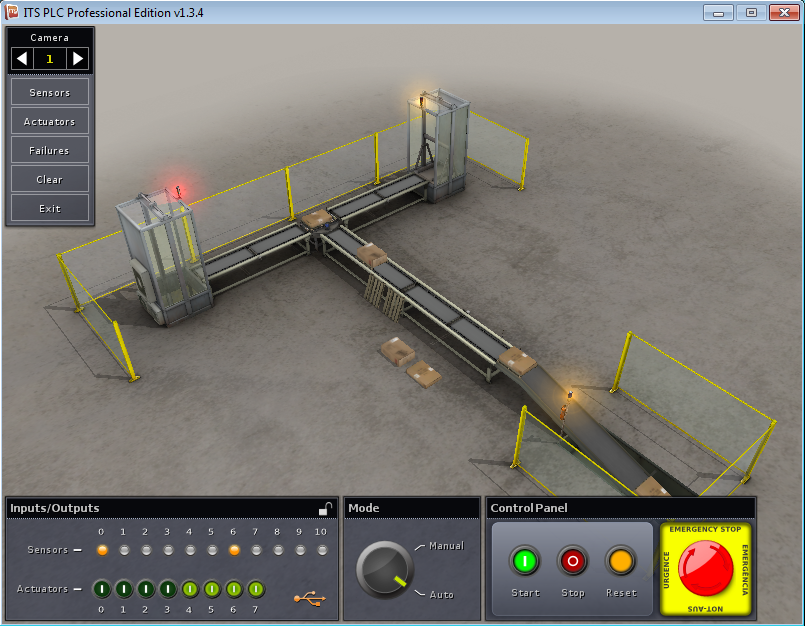 ITS PLC Professional Edition v1.3.4
Camera
1
Sensors
Actuators
Failures
Clear
Exit
Inputs/Outputs
0 1 2 3 4 5 6 7 8 9 10
Sensors
Actuators
0 1 2 3 4 5 6 7
Mode
Manual
Auto
Control Panel
Start Stop Reset
EMERGENCY STOP
URGENCE
EMERGÊNCIA
NOT-AUS